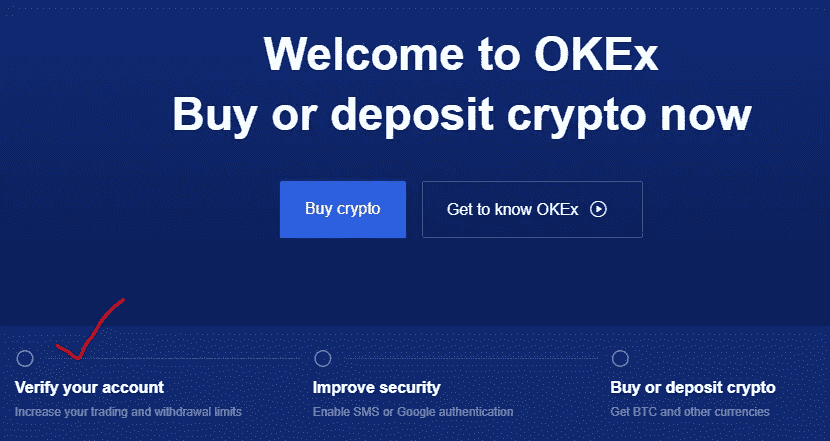 Welcome to OKEx
Buy or deposit crypto now
Buy crypto
Get to know OKEx
Verify your account
Increase your trading and withdrawal limits
Improve security
Enable SMS or Google authentication
Buy or deposit crypto
Get BTC and other currencies